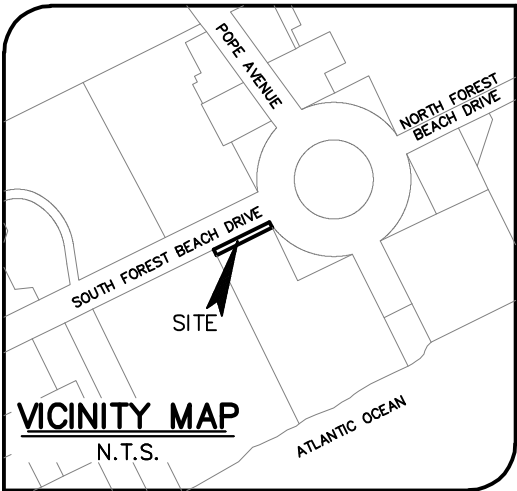 POPE AVENUE
NORTH FOREST
BEACH DRIVE
SOUTH FOREST BEACH DRIVE
SITE
VICINITY MAP
N.T.S.
ATLANTIC OCEAN